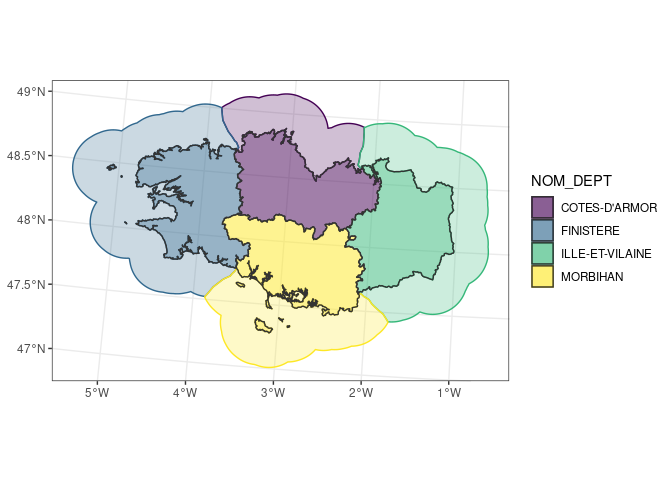 49°N
48.5°N
48°N
47.5°N
47°N
5°W
4°W
3°W
2°W
1°W
NOM_DEPT
COTES-D'ARMOR
FINISTERE
ILLE-ET-VILAINE
MORBIHAN